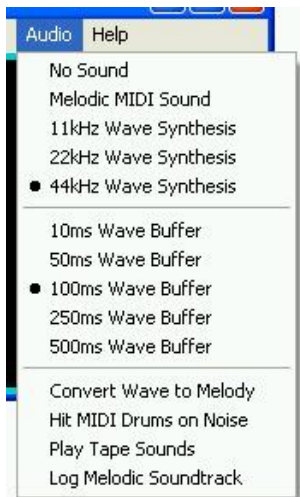 Audio Help
No Sound
Melodic MIDI Sound
11kHz Wave Synthesis
22kHz Wave Synthesis
44kHz Wave Synthesis
10ms Wave Buffer
50ms Wave Buffer
100ms Wave Buffer
250ms Wave Buffer
500ms Wave Buffer
Convert Wave to Melody
Hit MIDI Drums on Noise
Play Tape Sounds
Log Melodic Soundtrack